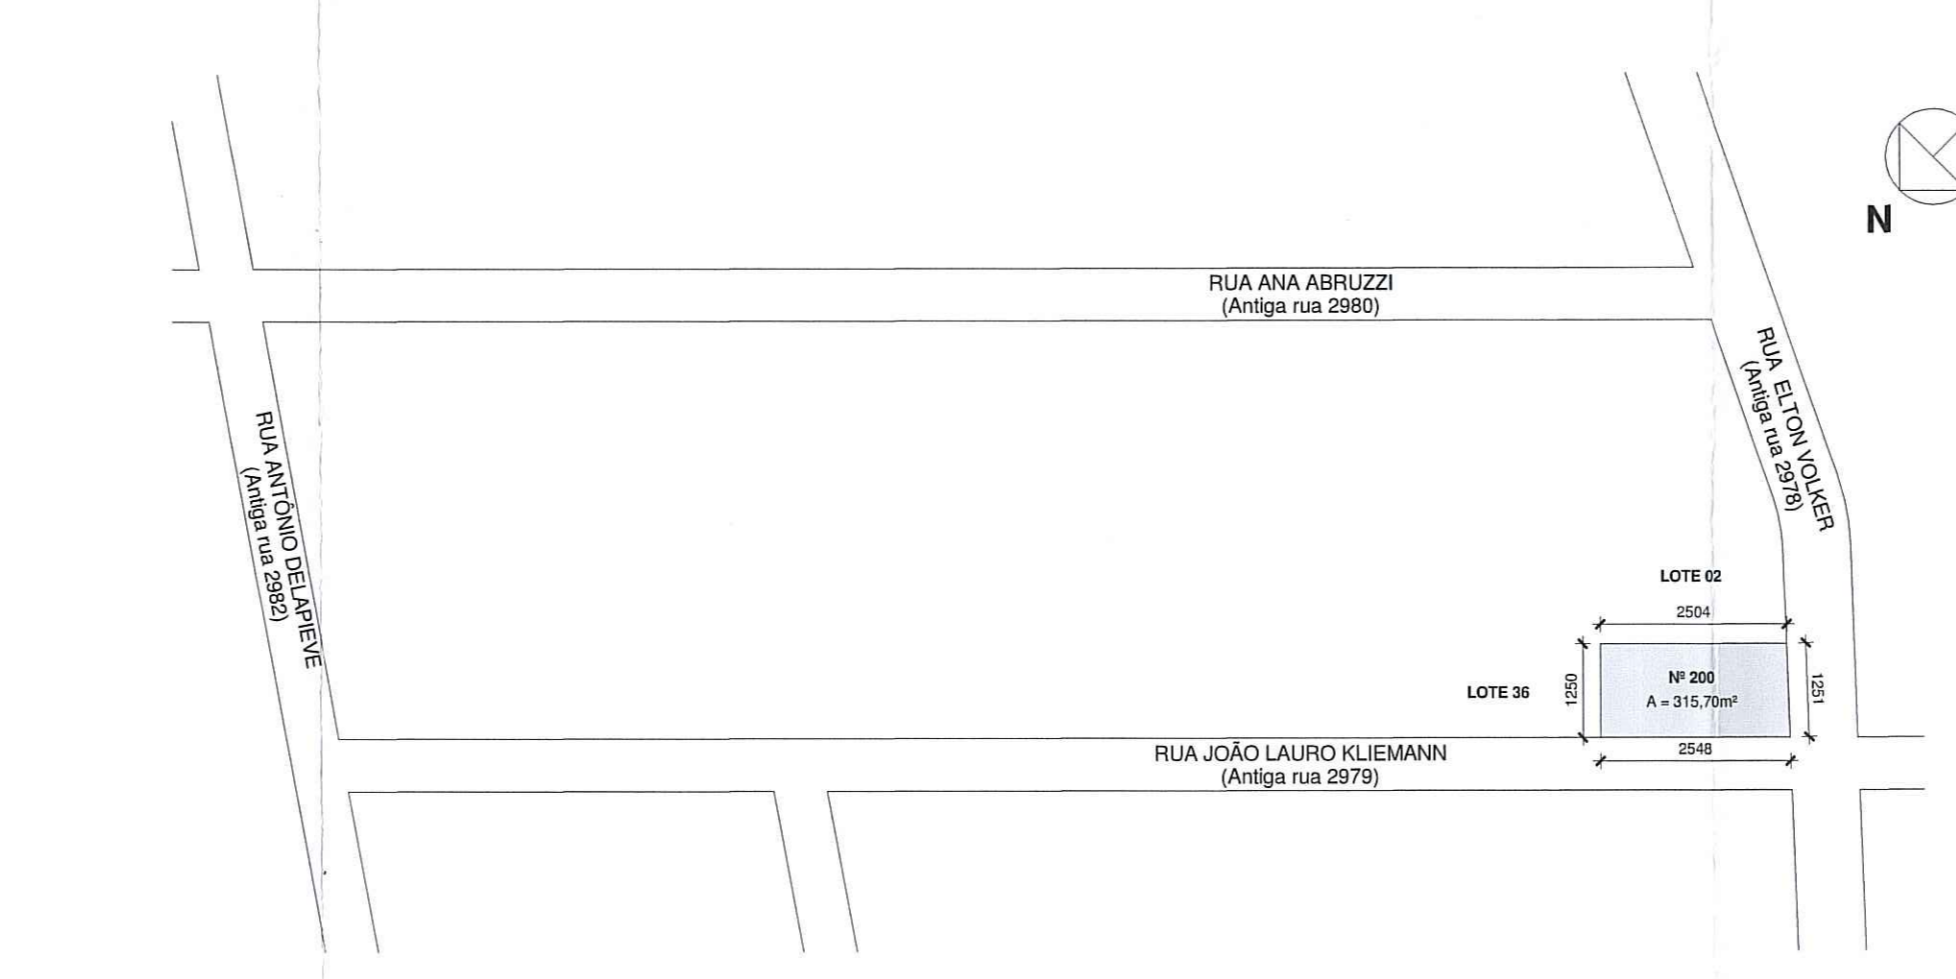 N
RUA ANA ABRUZZI
(Antiga rua 2980)
RUA ELTON VOLKER
(Antiga rua 2978)
RUA ANTÔNIO DELAPIEVE
(Antiga rua 2982)
LOTE 02
2504
LOTE 36
1250
Nº 200
A = 315,70m²
1251
2548
RUA JOÃO LAURO KLIEMANN
(Antiga rua 2979)